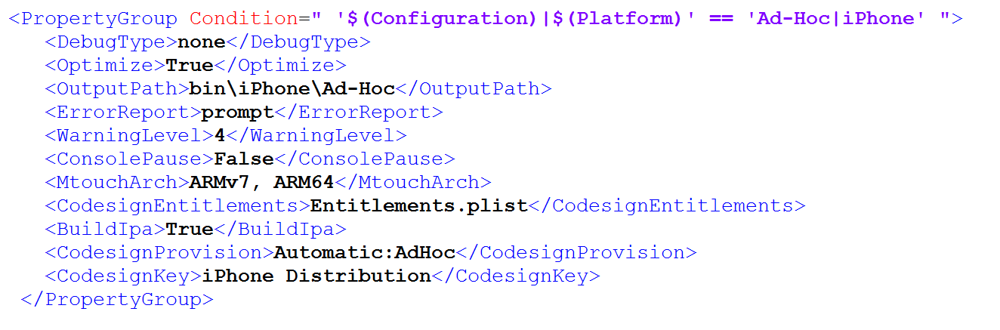 <PropertyGroup Condition=" '$(Configuration)|$(Platform)' == 'Ad-Hoc|iPhone' ">
<DebugType>none</DebugType>
<Optimize>True</Optimize>
<OutputPath>bin\iPhone\Ad-Hoc</OutputPath>
<ErrorReport>prompt</ErrorReport>
<WarningLevel>4</WarningLevel>
<ConsolePause>False</ConsolePause>
<MtouchArch>ARMv7, ARM64</MtouchArch>
<CodesignEntitlements>Entitlements.plist</CodesignEntitlements>
<BuildIpa>True</BuildIpa>
<CodesignProvision>Automatic:AdHoc</CodesignProvision>
<CodesignKey>iPhone Distribution</CodesignKey>
</PropertyGroup>